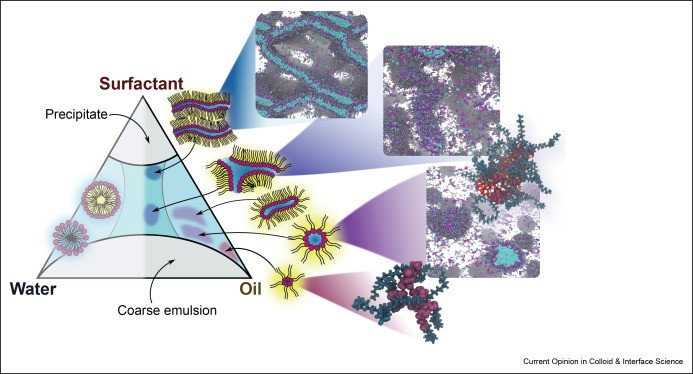 Surfactant
Precipitate
Water
Oil
Coarse emulsion
Current Opinion in Colloid & Interface Science